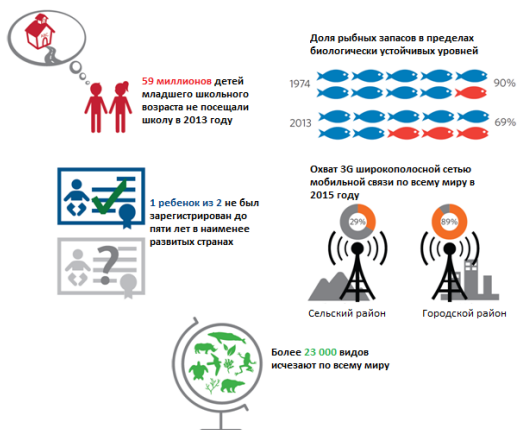 59 миллионов детей
младшего школьного
возраста не посещали
школу в 2013 году
Доля рыбных запасов в пределах
биологически устойчивых уровней
1974
90%
2013
69%
1 ребенок из 2 не был
зарегистрирован до
пяти лет в наименее
развитых странах
?
Охват 3G широкополосной сетью
мобильной связи по всему миру в
2015 году
29%
89%
Сельский район
Городской район
Более 23 000 видов
исчезают по всему миру